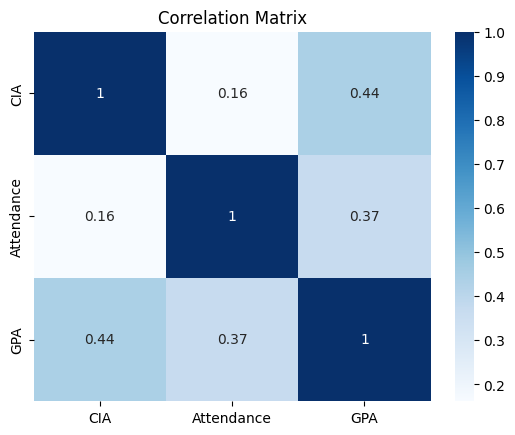 Correlation Matrix
CIA
1
0.16
0.44
Attendance
0.16
1
0.37
GPA
0.44
0.37
1
CIA
Attendance
GPA
1.0
0.9
0.8
0.7
0.6
0.5
0.4
0.3
0.2